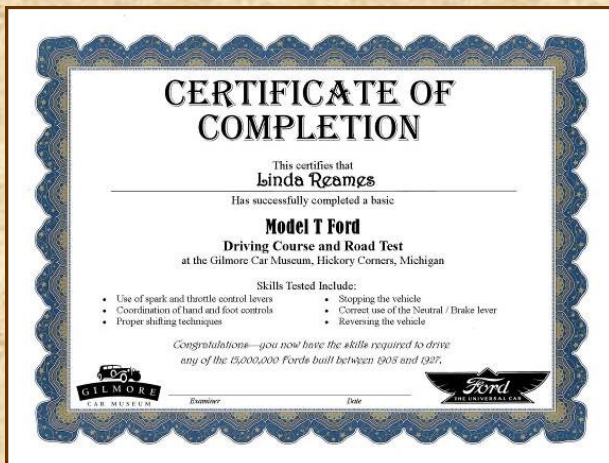 CERTIFICATE OF
COMPLETION
This certifies that
Linda Reames
Has successfully completed a basic
Model T Ford
Driving Course and Road Test
at the Gilmore Car Museum, Hickory Corners, Michigan
Skills Tested Include:
• Use of spark and throttle control levers
• Coordination of hand and foot controls
• Proper shifting techniques
• Stopping the vehicle
• Correct use of the Neutral / Brake lever
• Reversing the vehicle
Congratulations—you now have the skills required to drive
any of the 15,000,000 Fords built between 1908 and 1927.
GILMORE
CAR MUSEUM
Examiner
Date
Ford
THE UNIVERSAL CAR